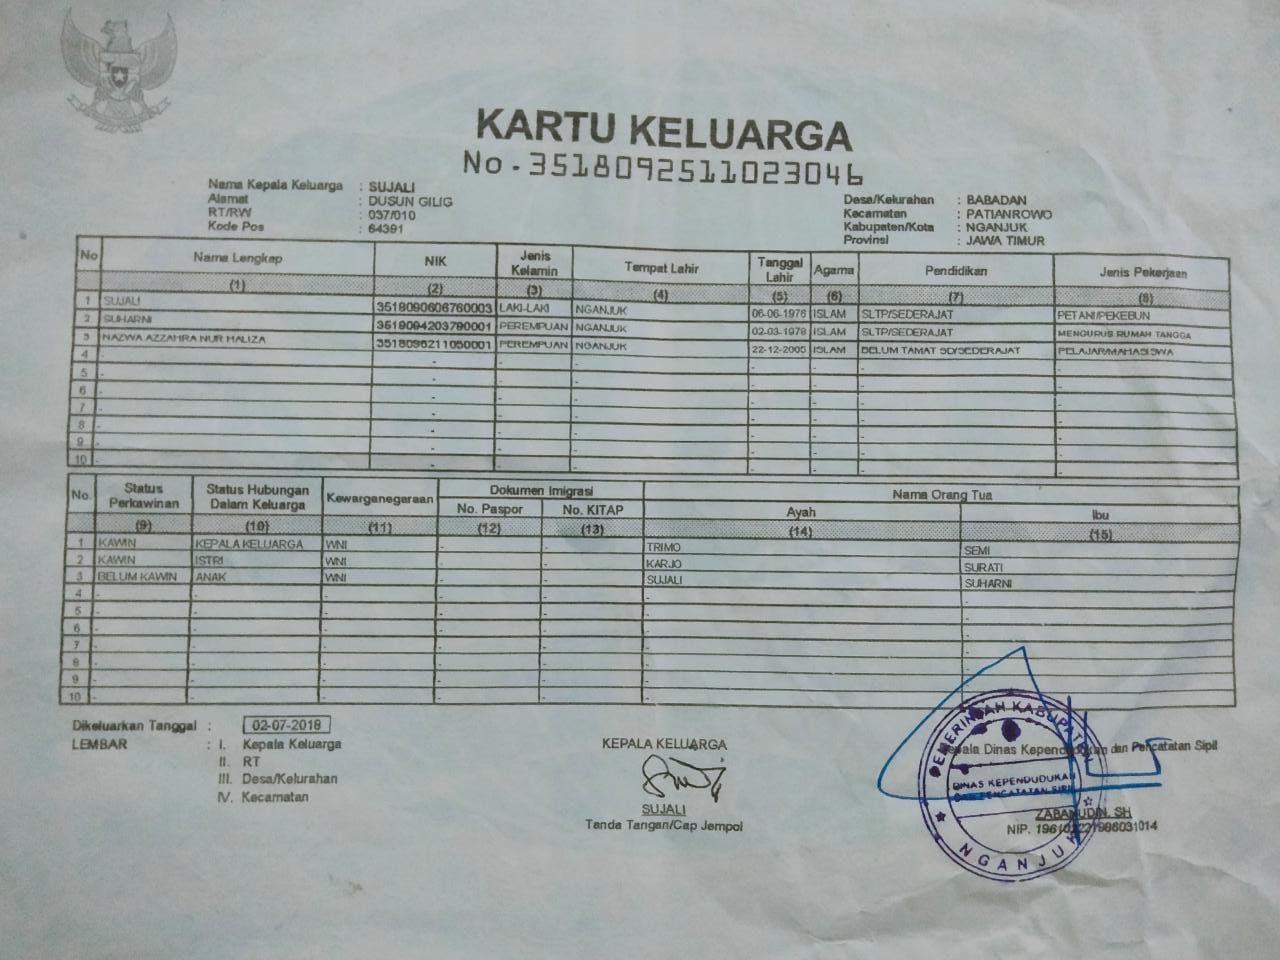 KARTU KELUARGA
No. 3518092511023046
Nama Kepala Keluarga : SUJALI
Alamat : DUSUN GILIG
RT/RW : 037/010
Kode Pos : 64391
Desa/Kelurahan : BABADAN
Kecamatan : PATIANROWO
Kabupaten/Kota : NGANJUK
Provinsi : JAWA TIMUR
No Nama Lengkap NIK Jenis Kelamin Tempat Lahir Tanggal Lahir Agama Pendidikan Jenis Pekerjaan
(1) (2) (3) (4) (5) (6) (7) (8)
1 SUJALI 3518090606760003 LAKI-LAKI NGANJUK 06-06-1976 ISLAM SLTP/SEDERAJAT PETANI/PEKEBUN
2 SUHARNI 3518094203780001 PEREMPUAN NGANJUK 02-03-1978 ISLAM SLTP/SEDERAJAT MENGURUS RUMAH TANGGA
3 NAZWA AZZAHRA NUR HALIZA 3518096212050001 PEREMPUAN NGANJUK 22-12-2005 ISLAM BELUM TAMAT SD/SEDERAJAT PELAJAR/MAHASISWA
4 - - - - - - - -
5 - - - - - - - -
6 - - - - - - - -
7 - - - - - - - -
8 - - - - - - - -
9 - - - - - - - -
10 - - - - - - - -
No. Status Perkawinan Status Hubungan Dalam Keluarga Kewarganegaraan Dokumen Imigrasi Nama Orang Tua
No. Paspor No. KITAP Ayah Ibu
(9) (10) (11) (12) (13) (14) (15)
1 KAWIN KEPALA KELUARGA WNI - - TRIMO SEMI
2 KAWIN ISTRI WNI - - KARJO SURATI
3 BELUM KAWIN ANAK WNI - - SUJALI SUHARNI
4 - - - - - - -
5 - - - - - - -
6 - - - - - - -
7 - - - - - - -
8 - - - - - - -
9 - - - - - - -
10 - - - - - - -
Dikeluarkan Tanggal : 02-07-2018
LEMBAR : I. Kepala Keluarga
II. RT
III. Desa/Kelurahan
IV. Kecamatan
KEPALA KELUARGA
SUJALI
Tanda Tangan/Cap Jempol
Kepala Dinas Kependudukan dan Pencatatan Sipil
PEMERINTAH KABUPATEN
DINAS KEPENDUDUKAN
DAN PENCATATAN SIPIL
NGANJUK
ZABANUDIN, SH
NIP.